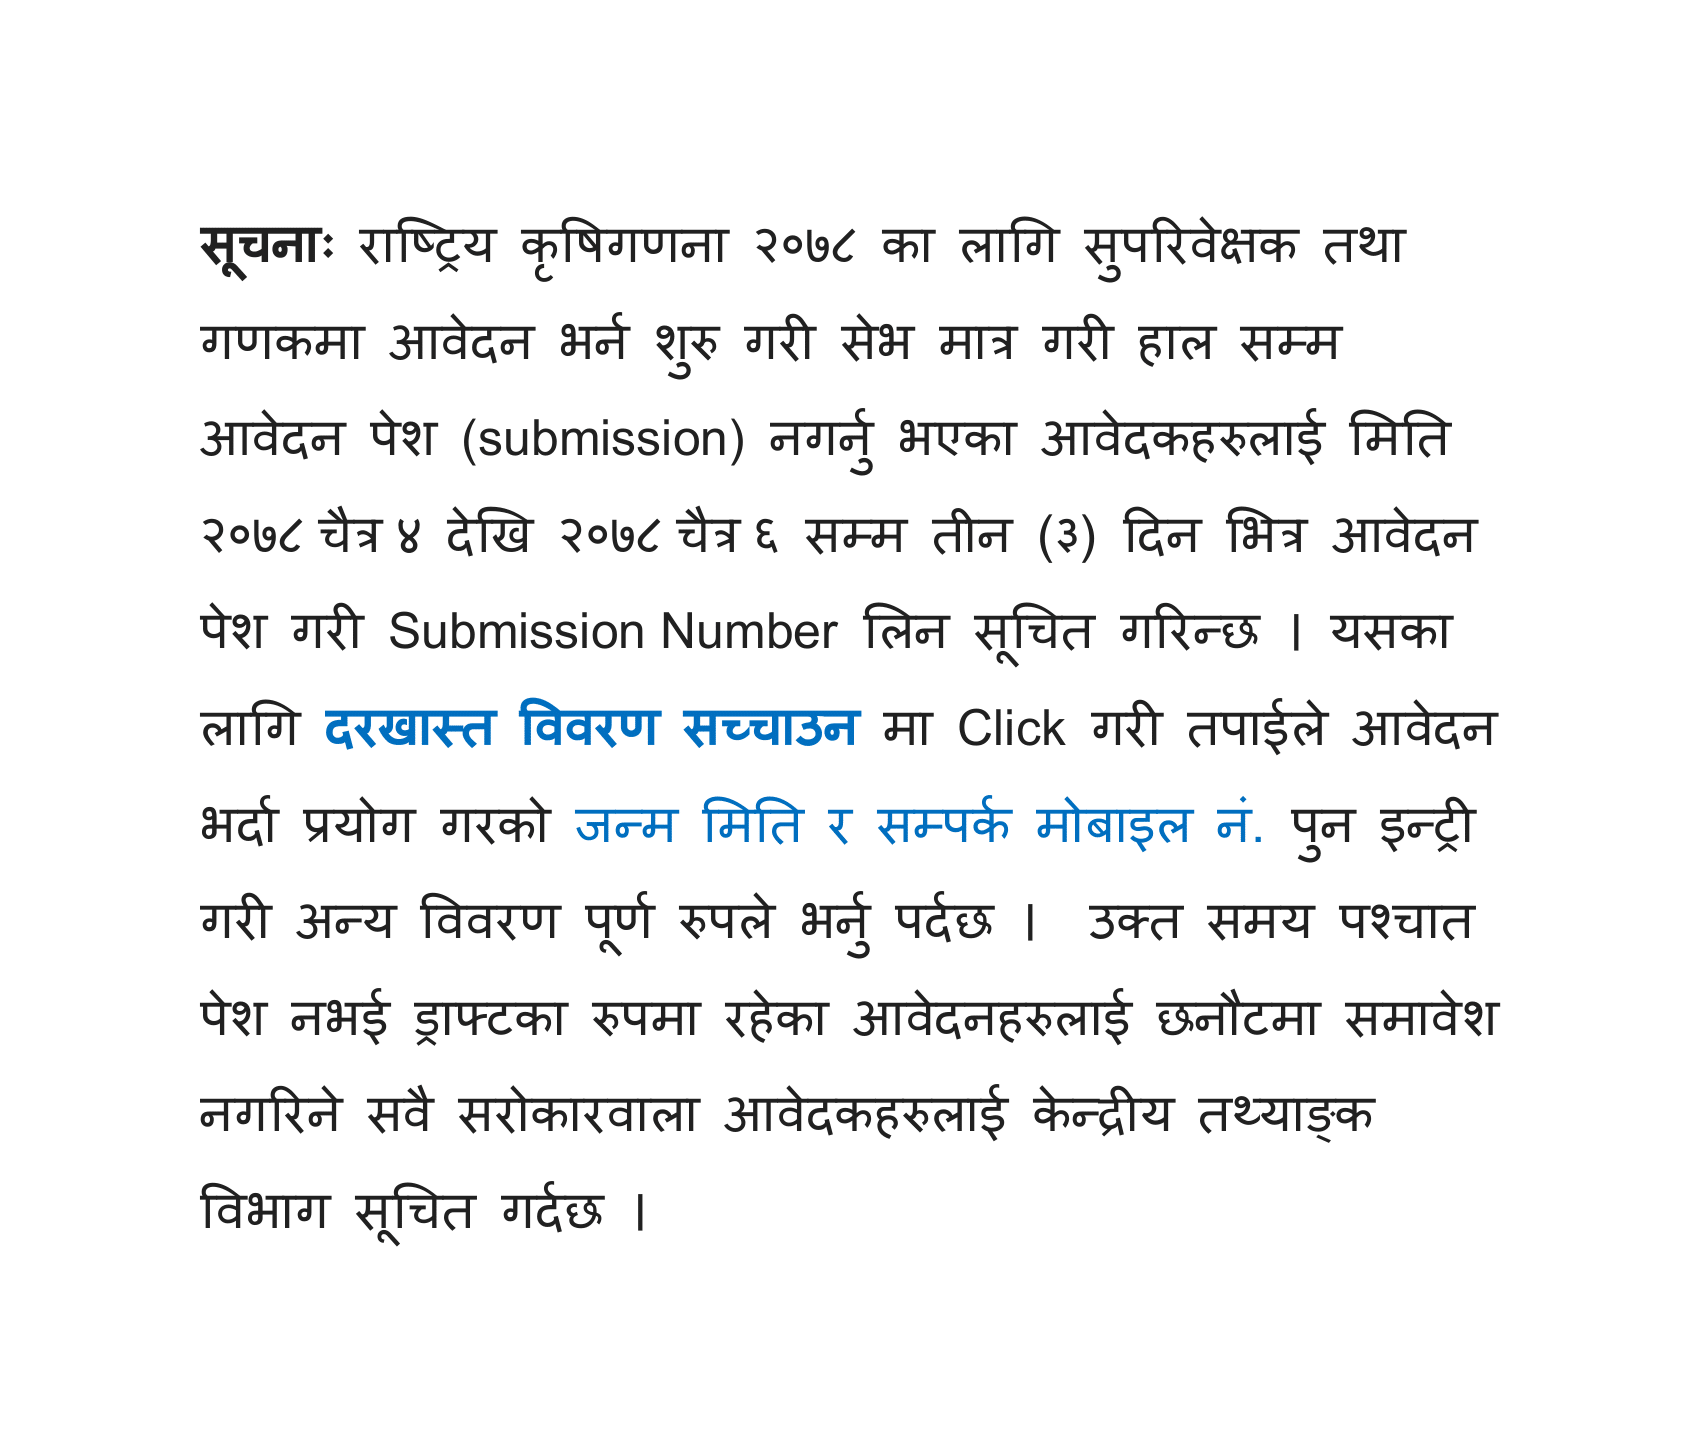 सूचनाः राष्ट्रिय कृषिगणना २०७८ का लागि सुपरिवेक्षक तथा
गणकमा आवेदन भर्न शुरु गरी सेभ मात्र गरी हाल सम्म
आवेदन पेश (submission) नगर्नु भएका आवेदकहरुलाई मिति
२०७८ चैत्र ४ देखि २०७८ चैत्र ६ सम्म तीन (३) दिन भित्र आवेदन
पेश गरी Submission Number लिन सूचित गरिन्छ । यसका
लागि दरखास्त विवरण सच्चाउन मा Click गरी तपाईले आवेदन
भर्दा प्रयोग गरको जन्म मिति र सम्पर्क मोबाइल नं. पुन इन्ट्री
गरी अन्य विवरण पूर्ण रुपले भर्नु पर्दछ । उक्त समय पश्चात
पेश नभई ड्राफ्टका रुपमा रहेका आवेदनहरुलाई छनौटमा समावेश
नगरिने सवै सरोकारवाला आवेदकहरुलाई केन्द्रीय तथ्याङ्क
विभाग सूचित गर्दछ ।